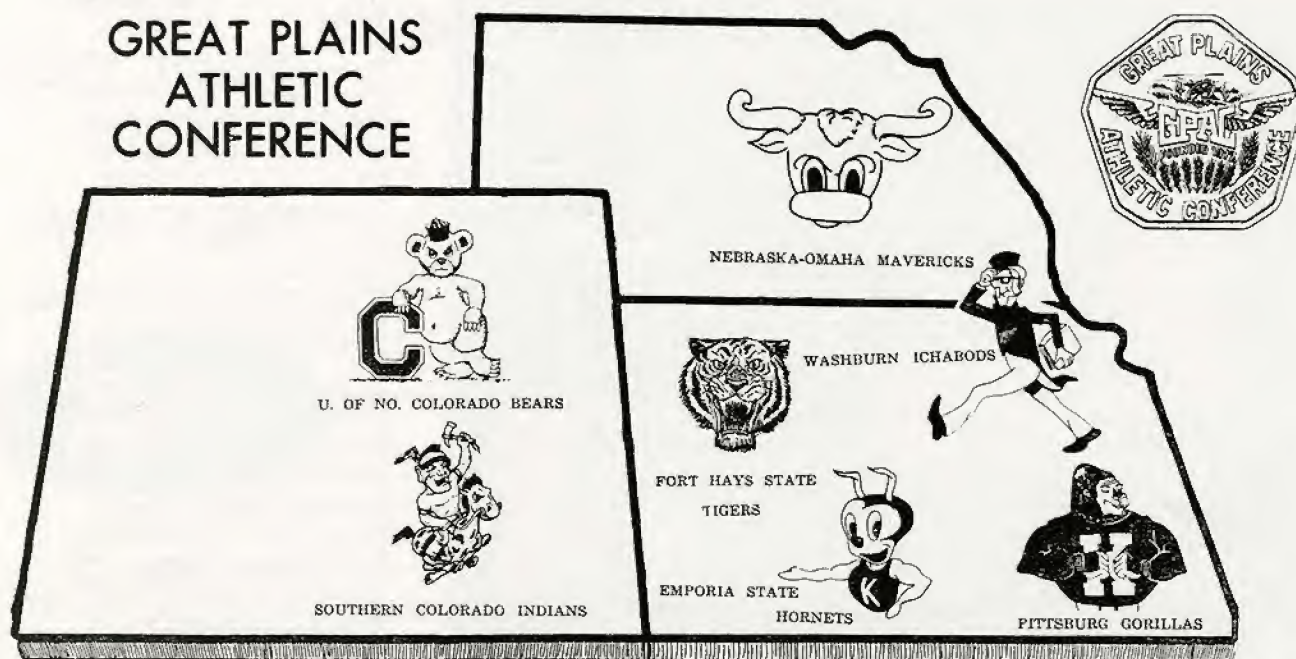 GREAT PLAINS
ATHLETIC
CONFERENCE
GREAT PLAINS
GPAC
ATHLETIC CONFERENCE
NEBRASKA-OMAHA MAVERICKS
WASHBURN ICHABODS
C
U. OF NO. COLORADO BEARS
FORT HAYS STATE
TIGERS
SOUTHERN COLORADO INDIANS
EMPORIA STATE
HORNETS
K
PITTSBURG GORILLAS